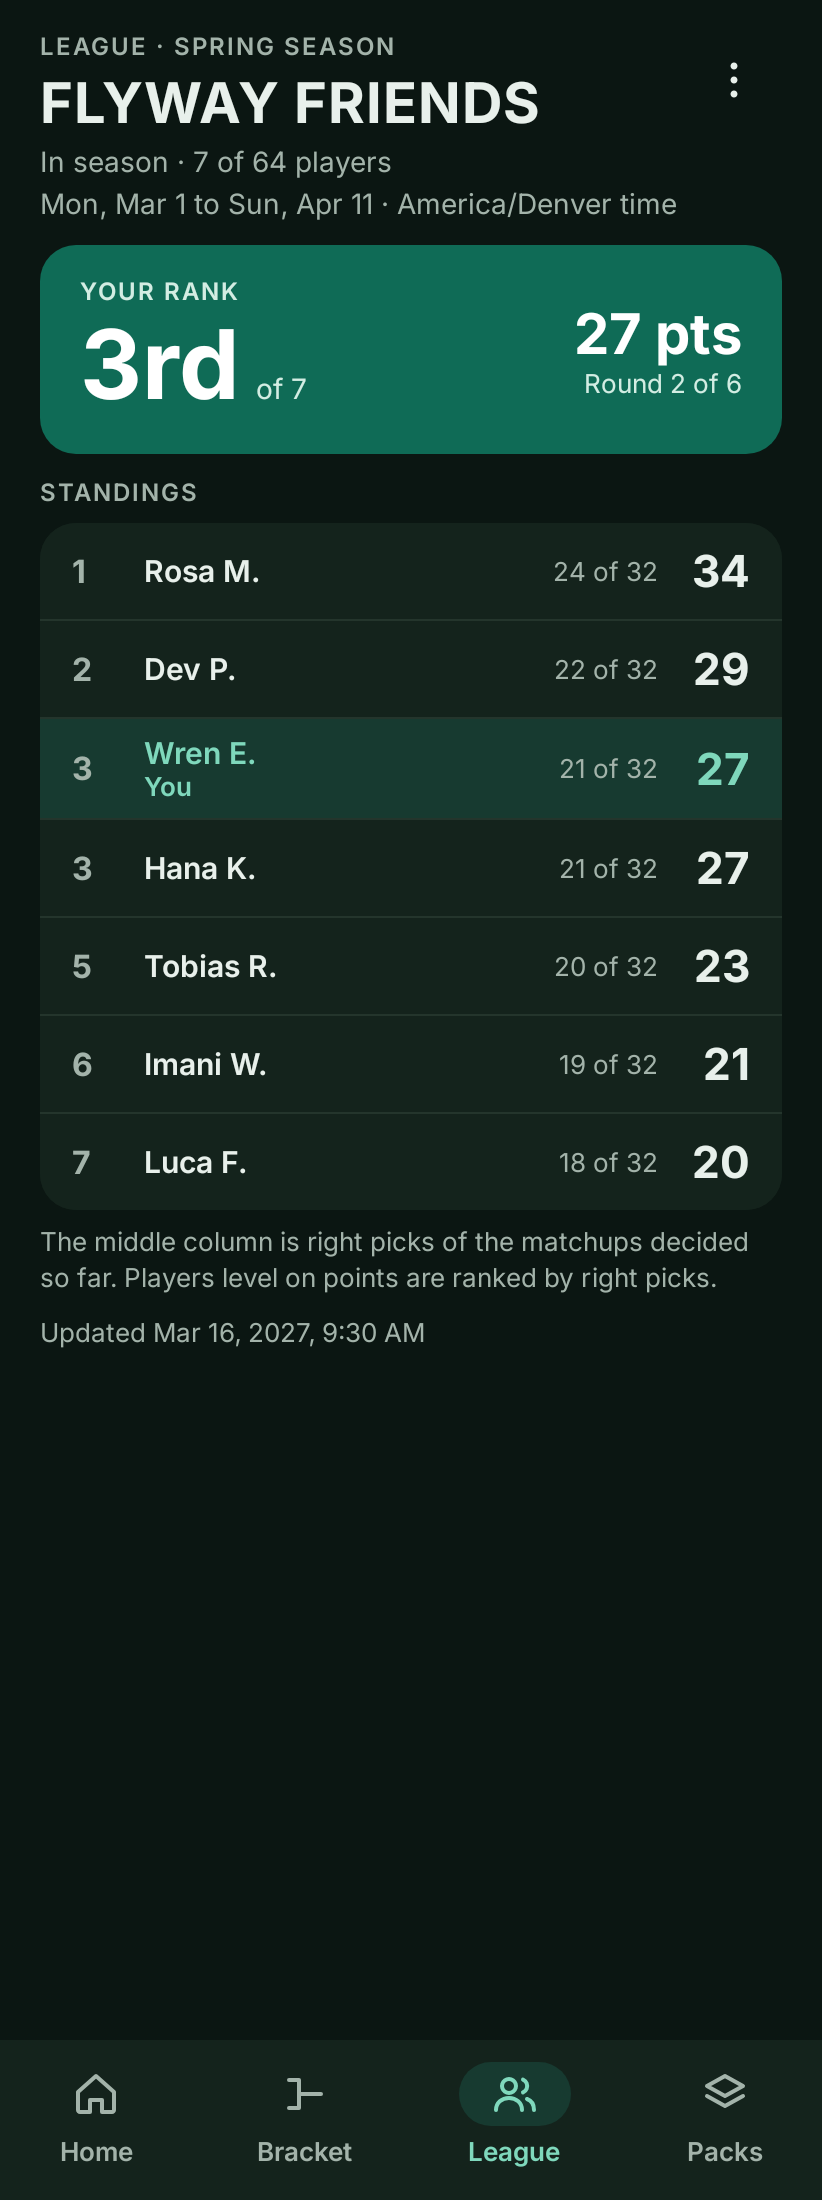 LEAGUE · SPRING SEASON
FLYWAY FRIENDS
In season · 7 of 64 players
Mon, Mar 1 to Sun, Apr 11 · America/Denver time
YOUR RANK
3rd of 7
27 pts
Round 2 of 6
STANDINGS
1 Rosa M. 24 of 32 34
2 Dev P. 22 of 32 29
3 Wren E. 21 of 32 27
You
3 Hana K. 21 of 32 27
5 Tobias R. 20 of 32 23
6 Imani W. 19 of 32 21
7 Luca F. 18 of 32 20
The middle column is right picks of the matchups decided
so far. Players level on points are ranked by right picks.
Updated Mar 16, 2027, 9:30 AM
Home Bracket League Packs